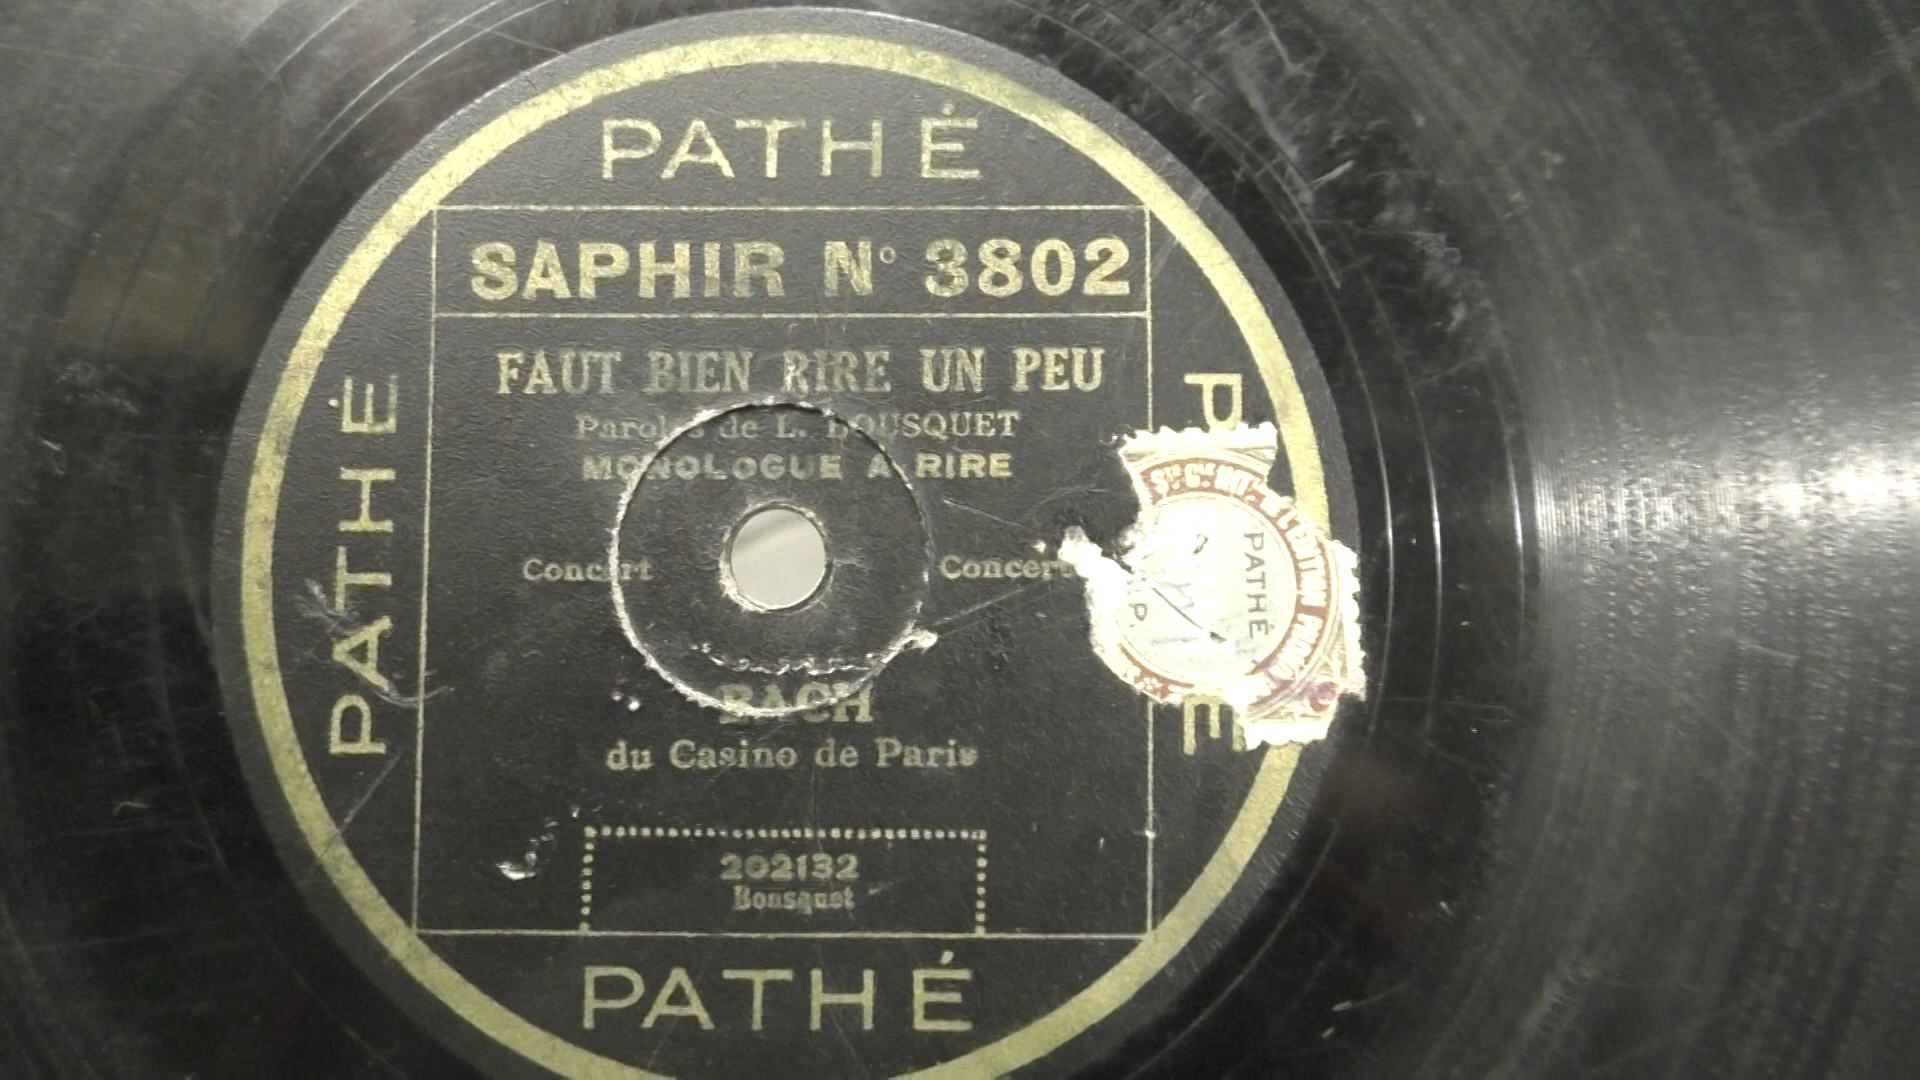 PATHÉ
SAPHIR Nº 3802
FAUT BIEN RIRE UN PEU
Paroles de L. BOUSQUET
MONOLOGUE A RIRE
Concert Concert
BACH
du Casino de Paris
202132
Bousquet
PATHÉ
PATHÉ
PATHÉ